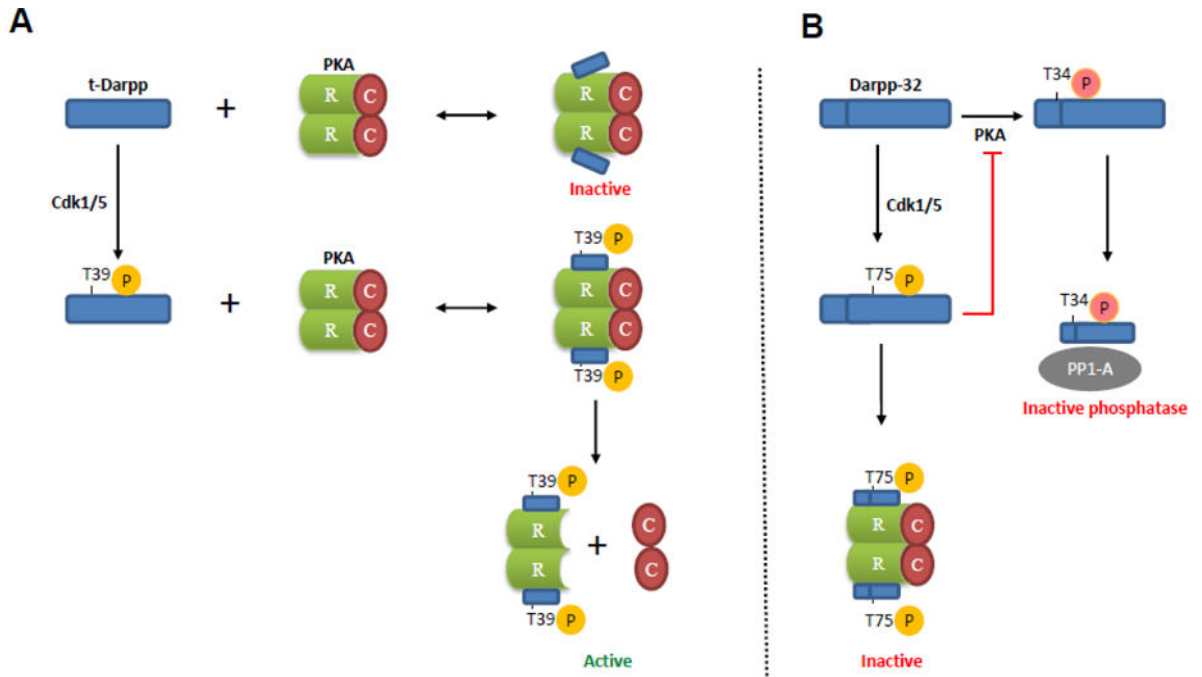 A
t-Darpp
+
PKA
R C
R C
R C
R C
Inactive
Cdk1/5
T39 P
+
PKA
R C
R C
T39 P
R C
R C
T39 P
T39 P
R
R
T39 P
+
C
C
Active
B
Darpp-32
PKA
T34 P
Cdk1/5
T75 P
T34 P
PP1-A
Inactive phosphatase
T75 P
R C
R C
T75 P
Inactive